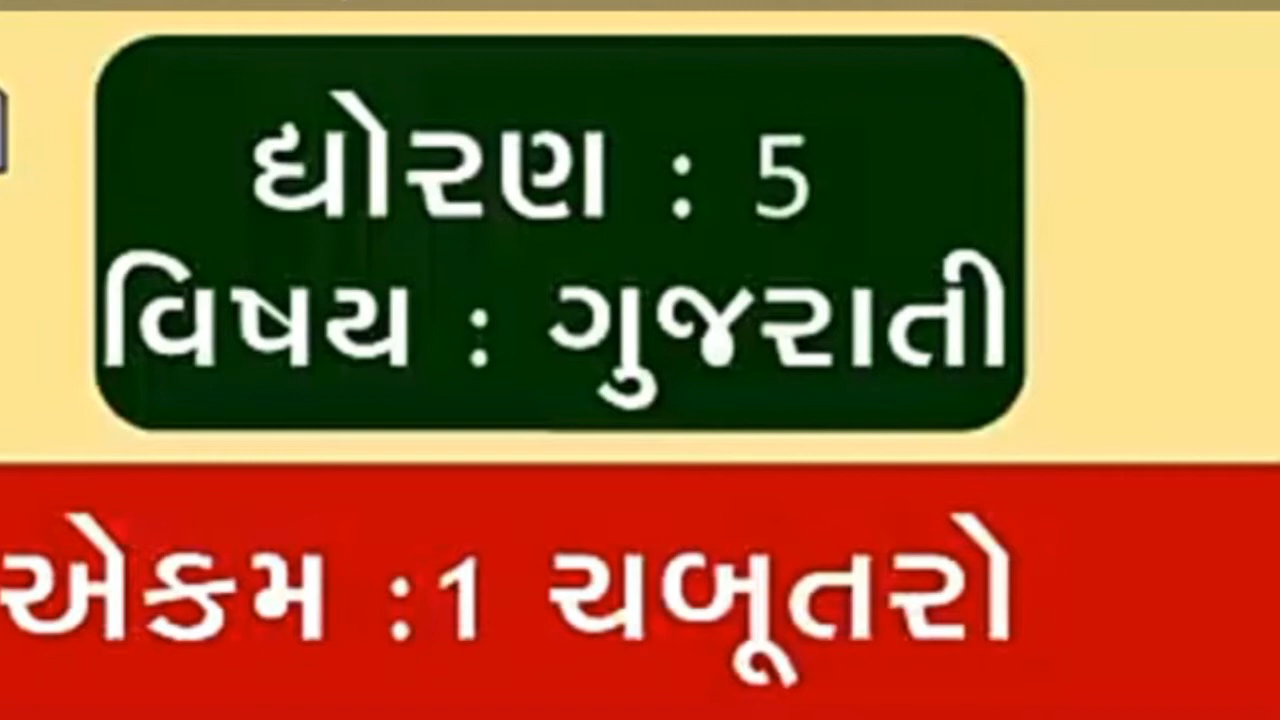 ધોરણ : 5
વિષય : ગુજરાતી
એકમ :1 ચબૂતરો